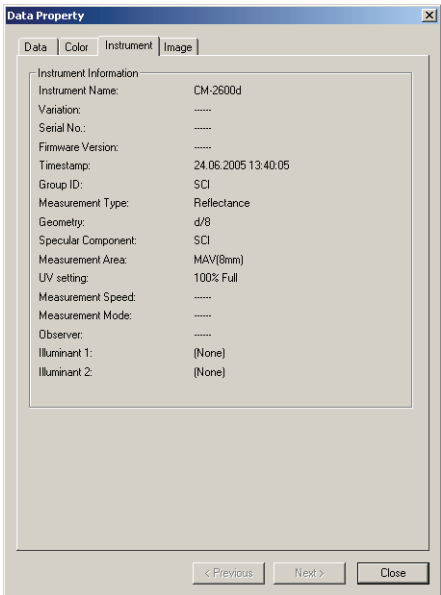 Data Property
Data Color Instrument Image
Instrument Information
Instrument Name: CM-2600d
Variation: ------
Serial No.: ------
Firmware Version: ------
Timestamp: 24.06.2005 13:40:05
Group ID: SCI
Measurement Type: Reflectance
Geometry: d/8
Specular Component: SCI
Measurement Area: MAV(8mm)
UV setting: 100% Full
Measurement Speed: ------
Measurement Mode: ------
Observer: ------
Illuminant 1: (None)
Illuminant 2: (None)
< Previous Next > Close